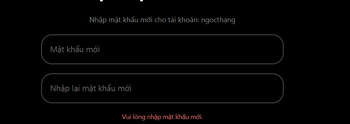 Nhập mật khẩu mới cho tài khoản: ngocthang
Mật khẩu mới
Nhập lại mật khẩu mới
Vui lòng nhập mật khẩu mới.